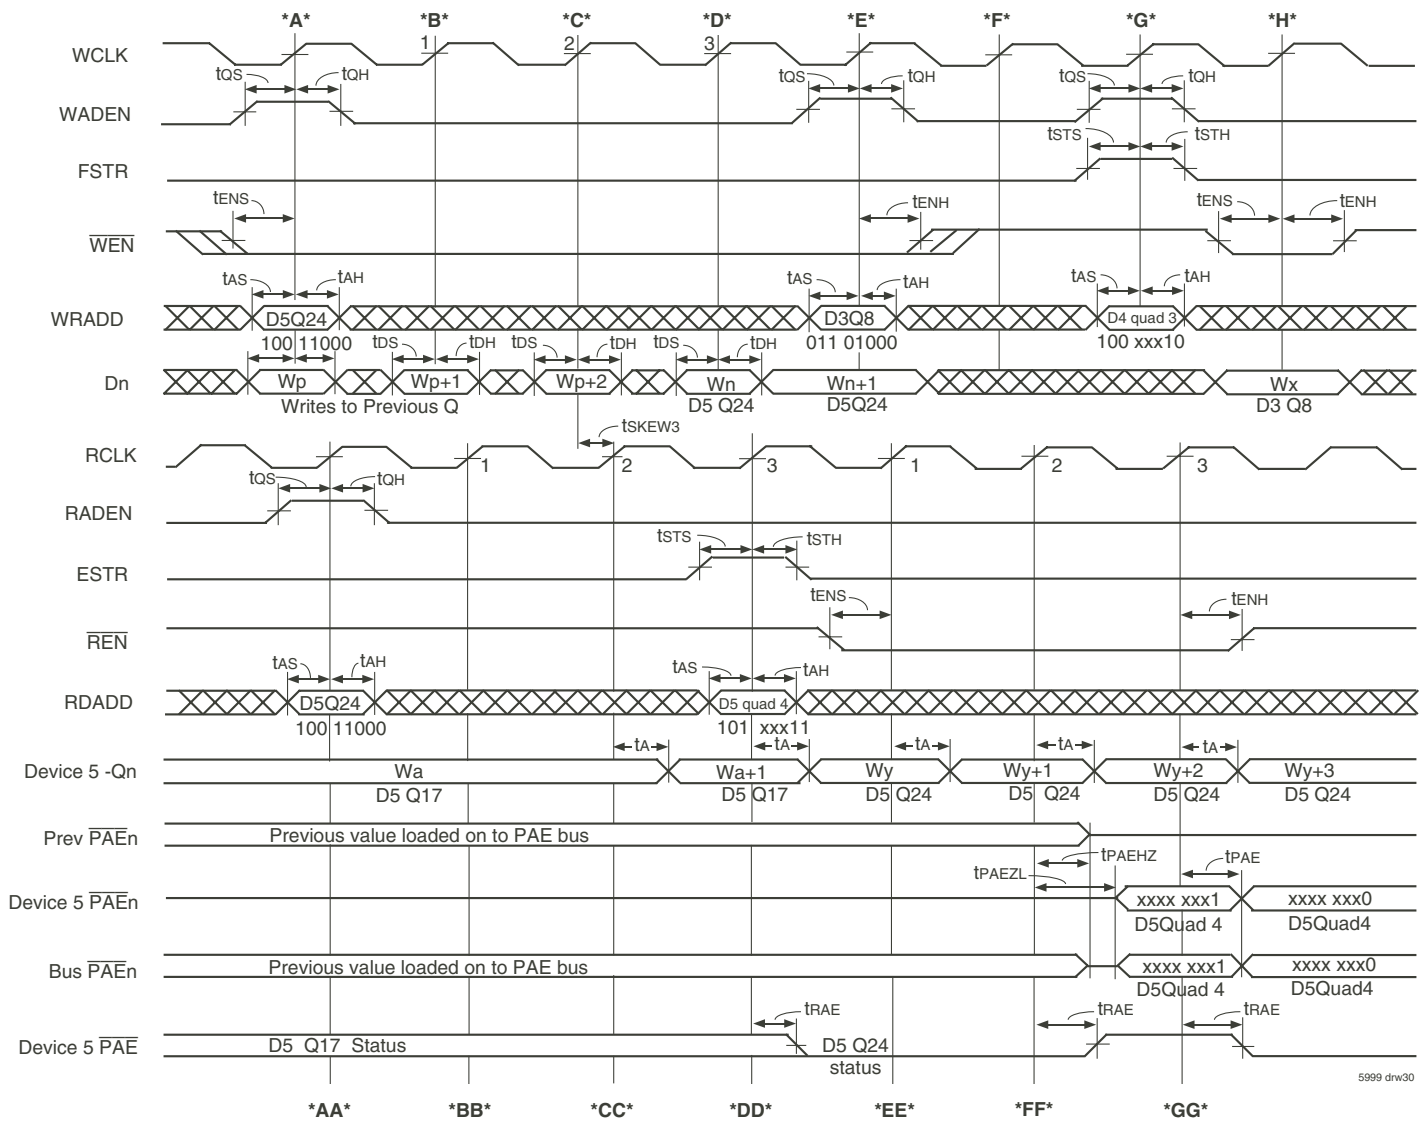 *A* *B* *C* *D* *E* *F* *G* *H*
WCLK 1 2 3
tQS tQH tQS tQH tQS tQH
WADEN
tSTS tSTH
FSTR
tENS tENH tENS tENH
WEN
tAS tAH tAS tAH tAS tAH
WRADD D5Q24 D3Q8 D4 quad 3
100 11000 011 01000 100 xxx10
tDS tDH tDS tDH tDS tDH
Dn Wp Wp+1 Wp+2 Wn Wn+1 Wx
Writes to Previous Q D5 Q24 D5Q24 D3 Q8
tSKEW3
RCLK 1 2 3 1 2 3
tQS tQH
RADEN
tSTS tSTH
ESTR
tENS tENH
REN
tAS tAH tAS tAH
RDADD D5Q24 D5 quad 4
100 11000 101 xxx11
tA tA tA tA tA
Device 5 -Qn Wa Wa+1 Wy Wy+1 Wy+2 Wy+3
D5 Q17 D5 Q17 D5 Q24 D5 Q24 D5 Q24 D5 Q24
Prev PAEn Previous value loaded on to PAE bus
tPAEHZ tPAE
tPAEZL
Device 5 PAEn xxxx xxx1 xxxx xxx0
D5Quad 4 D5Quad4
Bus PAEn Previous value loaded on to PAE bus xxxx xxx1 xxxx xxx0
D5Quad 4 D5Quad4
tRAE tRAE tRAE
Device 5 PAE D5 Q17 Status D5 Q24
status
5999 drw30
*AA* *BB* *CC* *DD* *EE* *FF* *GG*